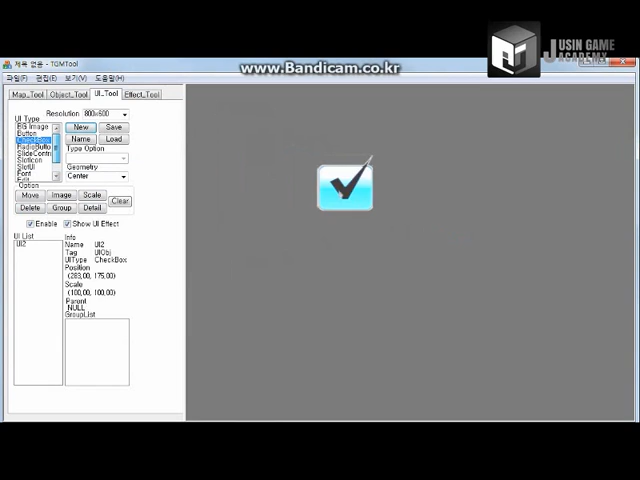 JUSIN GAME
ACADEMY
www.Bandicam.co.kr
제목 없음 - TGMTool
파일(F) 편집(E) 보기(V) 도움말(H)
Map_Tool Object_Tool UI_Tool Effect_Tool
Resolution 800x600
UI Type
BG Image
Button
CheckBox
RadioButto
SlideContr
SlotIcon
SlotUI
Font
Edit
New Save
Name Load
Type Option
Geometry
Center
Option
Move Image Scale
Delete Group Detail
Clear
Enable Show UI Effect
UI List
UI2
Info
Name UI2
Tag UIObj
UIType CheckBox
Position
(283,00, 175,00)
Scale
(100,00, 100,00)
Parent
NULL
GroupList